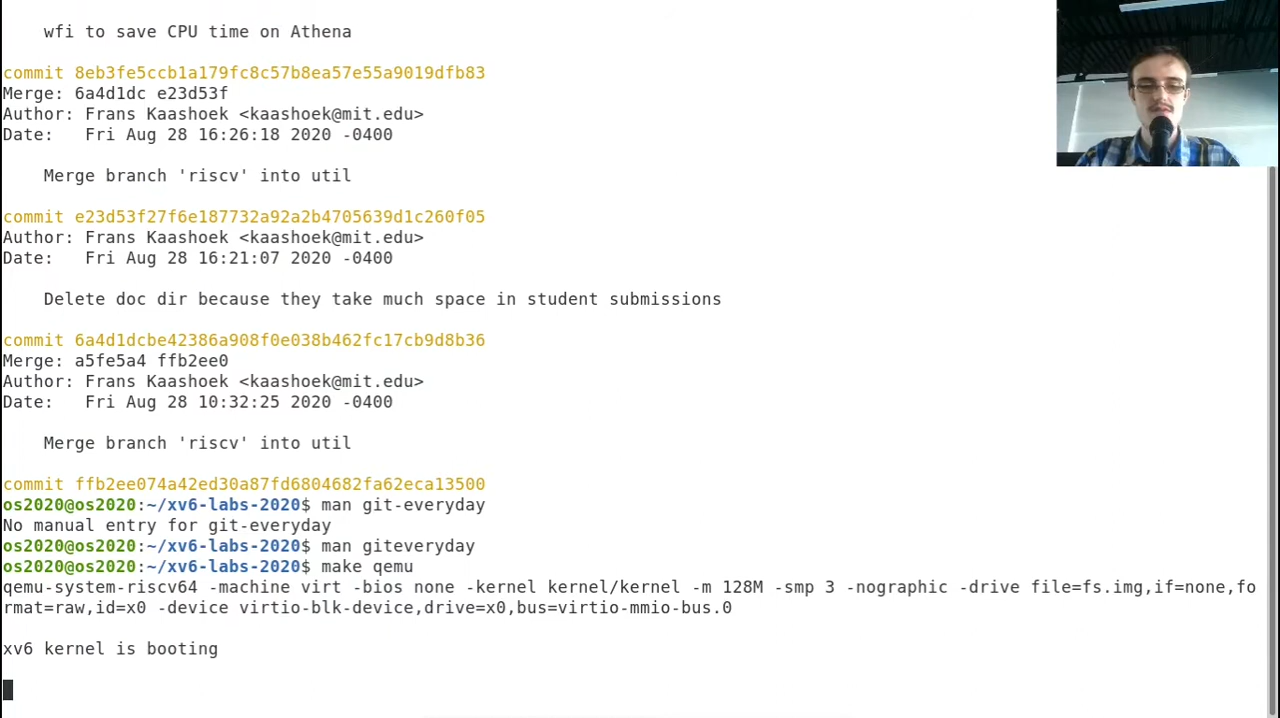 wfi to save CPU time on Athena
commit 8eb3fe5ccb1a179fc8c57b8ea57e55a9019dfb83
Merge: 6a4d1dc e23d53f
Author: Frans Kaashoek <kaashoek@mit.edu>
Date:   Fri Aug 28 16:26:18 2020 -0400
Merge branch 'riscv' into util
commit e23d53f27f6e187732a92a2b4705639d1c260f05
Author: Frans Kaashoek <kaashoek@mit.edu>
Date:   Fri Aug 28 16:21:07 2020 -0400
Delete doc dir because they take much space in student submissions
commit 6a4d1dcbe42386a908f0e038b462fc17cb9d8b36
Merge: a5fe5a4 ffb2ee0
Author: Frans Kaashoek <kaashoek@mit.edu>
Date:   Fri Aug 28 10:32:25 2020 -0400
Merge branch 'riscv' into util
commit ffb2ee074a42ed30a87fd6804682fa62eca13500
os2020@os2020:~/xv6-labs-2020$ man git-everyday
No manual entry for git-everyday
os2020@os2020:~/xv6-labs-2020$ man giteveryday
os2020@os2020:~/xv6-labs-2020$ make qemu
qemu-system-riscv64 -machine virt -bios none -kernel kernel/kernel -m 128M -smp 3 -nographic -drive file=fs.img,if=none,fo
rmat=raw,id=x0 -device virtio-blk-device,drive=x0,bus=virtio-mmio-bus.0
xv6 kernel is booting